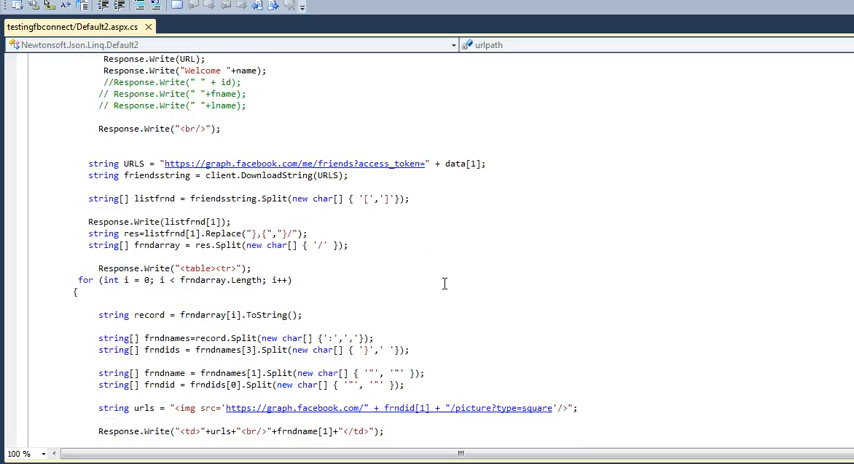 testingfbconnect/Default2.aspx.cs
Newtonsoft.Json.Linq.Default2
urlpath
Response.Write(URL);
Response.Write("Welcome "+name);
//Response.Write(" " + id);
// Response.Write(" "+fname);
// Response.Write(" "+lname);
Response.Write("<br/>");
string URLS = "https://graph.facebook.com/me/friends?access_token=" + data[1];
string friendsstring = client.DownloadString(URLS);
string[] listfrnd = friendsstring.Split(new char[] { '[',']'});
Response.Write(listfrnd[1]);
string res=listfrnd[1].Replace("},{","}/");
string[] frndarray = res.Split(new char[] { '/' });
Response.Write("<table><tr>");
for (int i = 0; i < frndarray.Length; i++)
{
string record = frndarray[i].ToString();
string[] frndnames=record.Split(new char[] {':',','});
string[] frndids = frndnames[3].Split(new char[] { '}',' '});
string[] frndname = frndnames[1].Split(new char[] { '"', '"' });
string[] frndid = frndids[0].Split(new char[] { '"', '"' });
string urls = "<img src='https://graph.facebook.com/" + frndid[1] + "/picture?type=square'/>";
Response.Write("<td>"+urls+"<br/>"+frndname[1]+"</td>");
100 %